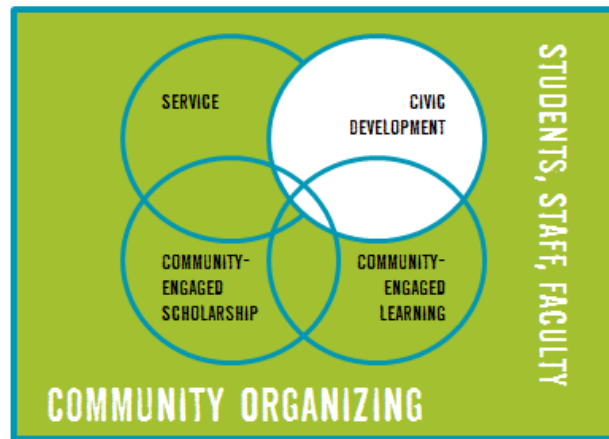 SERVICE
CIVIC
DEVELOPMENT
COMMUNITY-
ENGAGED
SCHOLARSHIP
COMMUNITY-
ENGAGED
LEARNING
STUDENTS, STAFF, FACULTY
COMMUNITY ORGANIZING